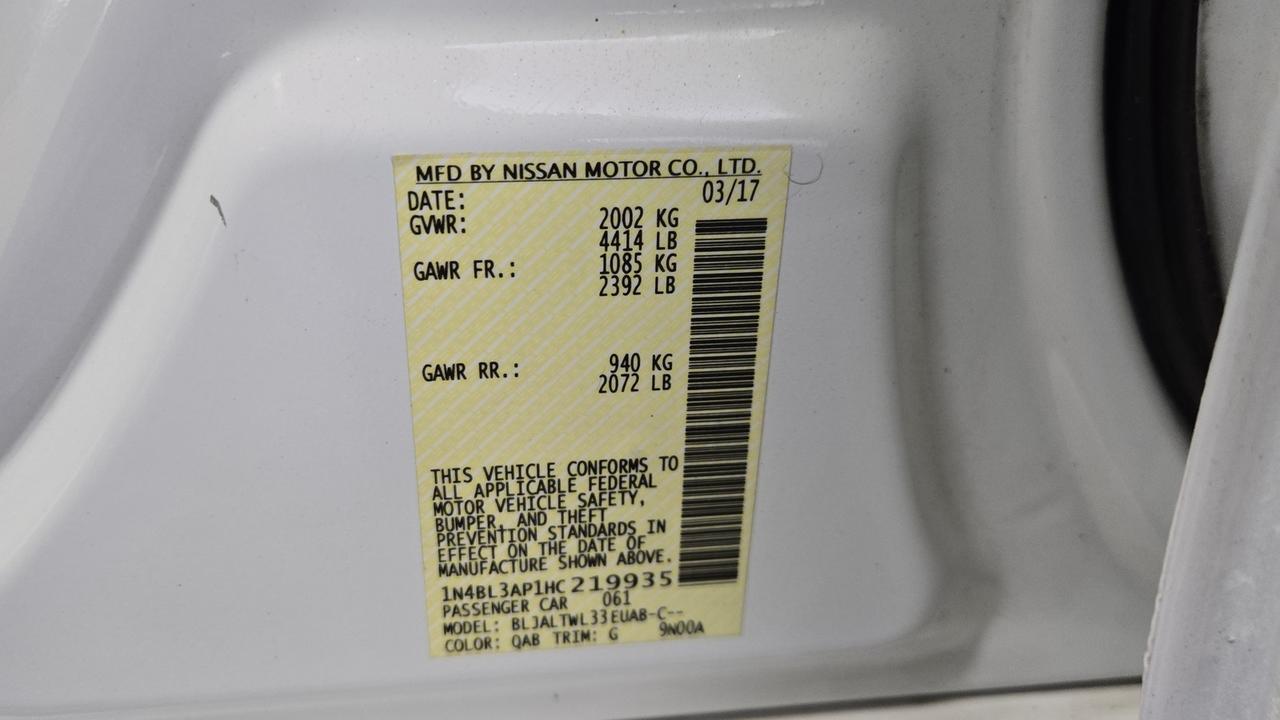 MFD BY NISSAN MOTOR CO., LTD.
DATE: 03/17
GVWR: 2002 KG
4414 LB
GAWR FR.: 1085 KG
2392 LB
GAWR RR.: 940 KG
2072 LB
THIS VEHICLE CONFORMS TO
ALL APPLICABLE FEDERAL
MOTOR VEHICLE SAFETY,
BUMPER, AND THEFT
PREVENTION STANDARDS IN
EFFECT ON THE DATE OF
MANUFACTURE SHOWN ABOVE.
1N4BL3AP1HC219935
PASSENGER CAR 061
MODEL: BLJALTWL33EUAB-C--
COLOR: QAB TRIM: G 9N00A